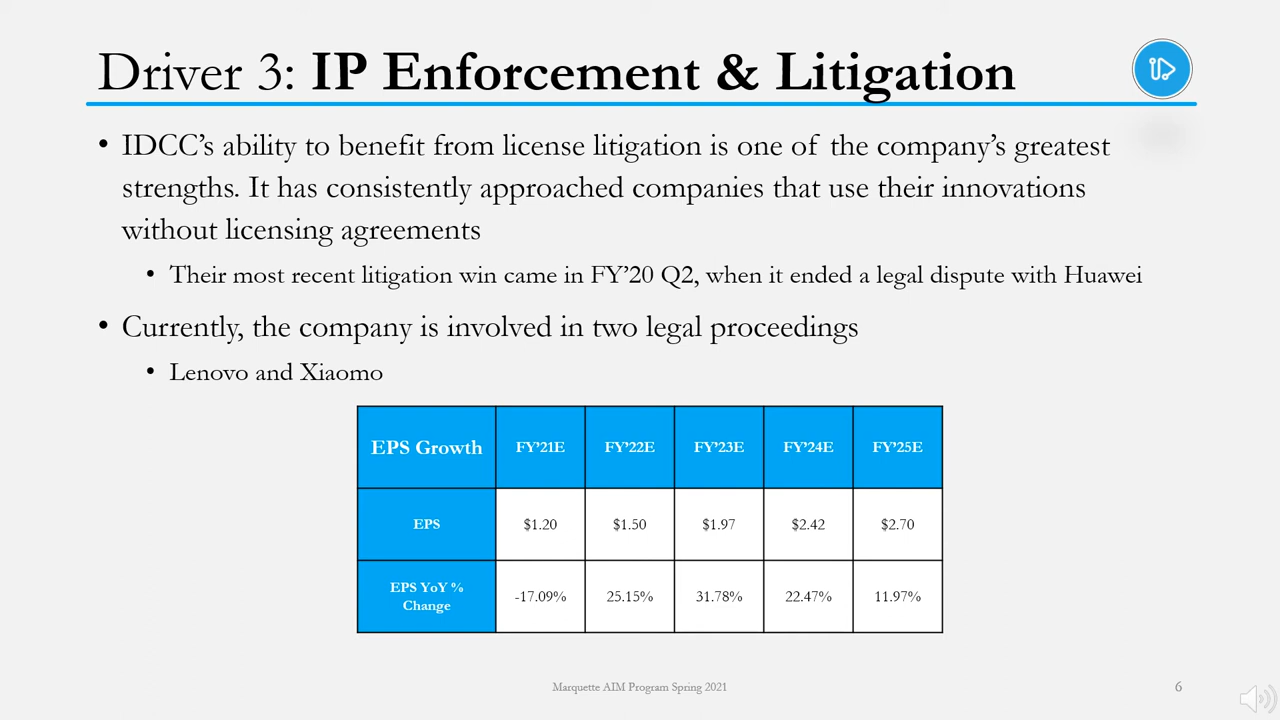 Driver 3: IP Enforcement & Litigation
• IDCC’s ability to benefit from license litigation is one of the company’s greatest
strengths. It has consistently approached companies that use their innovations
without licensing agreements
• Their most recent litigation win came in FY’20 Q2, when it ended a legal dispute with Huawei
• Currently, the company is involved in two legal proceedings
• Lenovo and Xiaomo
EPS Growth FY’21E FY’22E FY’23E FY’24E FY’25E
EPS $1.20 $1.50 $1.97 $2.42 $2.70
EPS YoY %
Change -17.09% 25.15% 31.78% 22.47% 11.97%
Marquette AIM Program Spring 2021 6